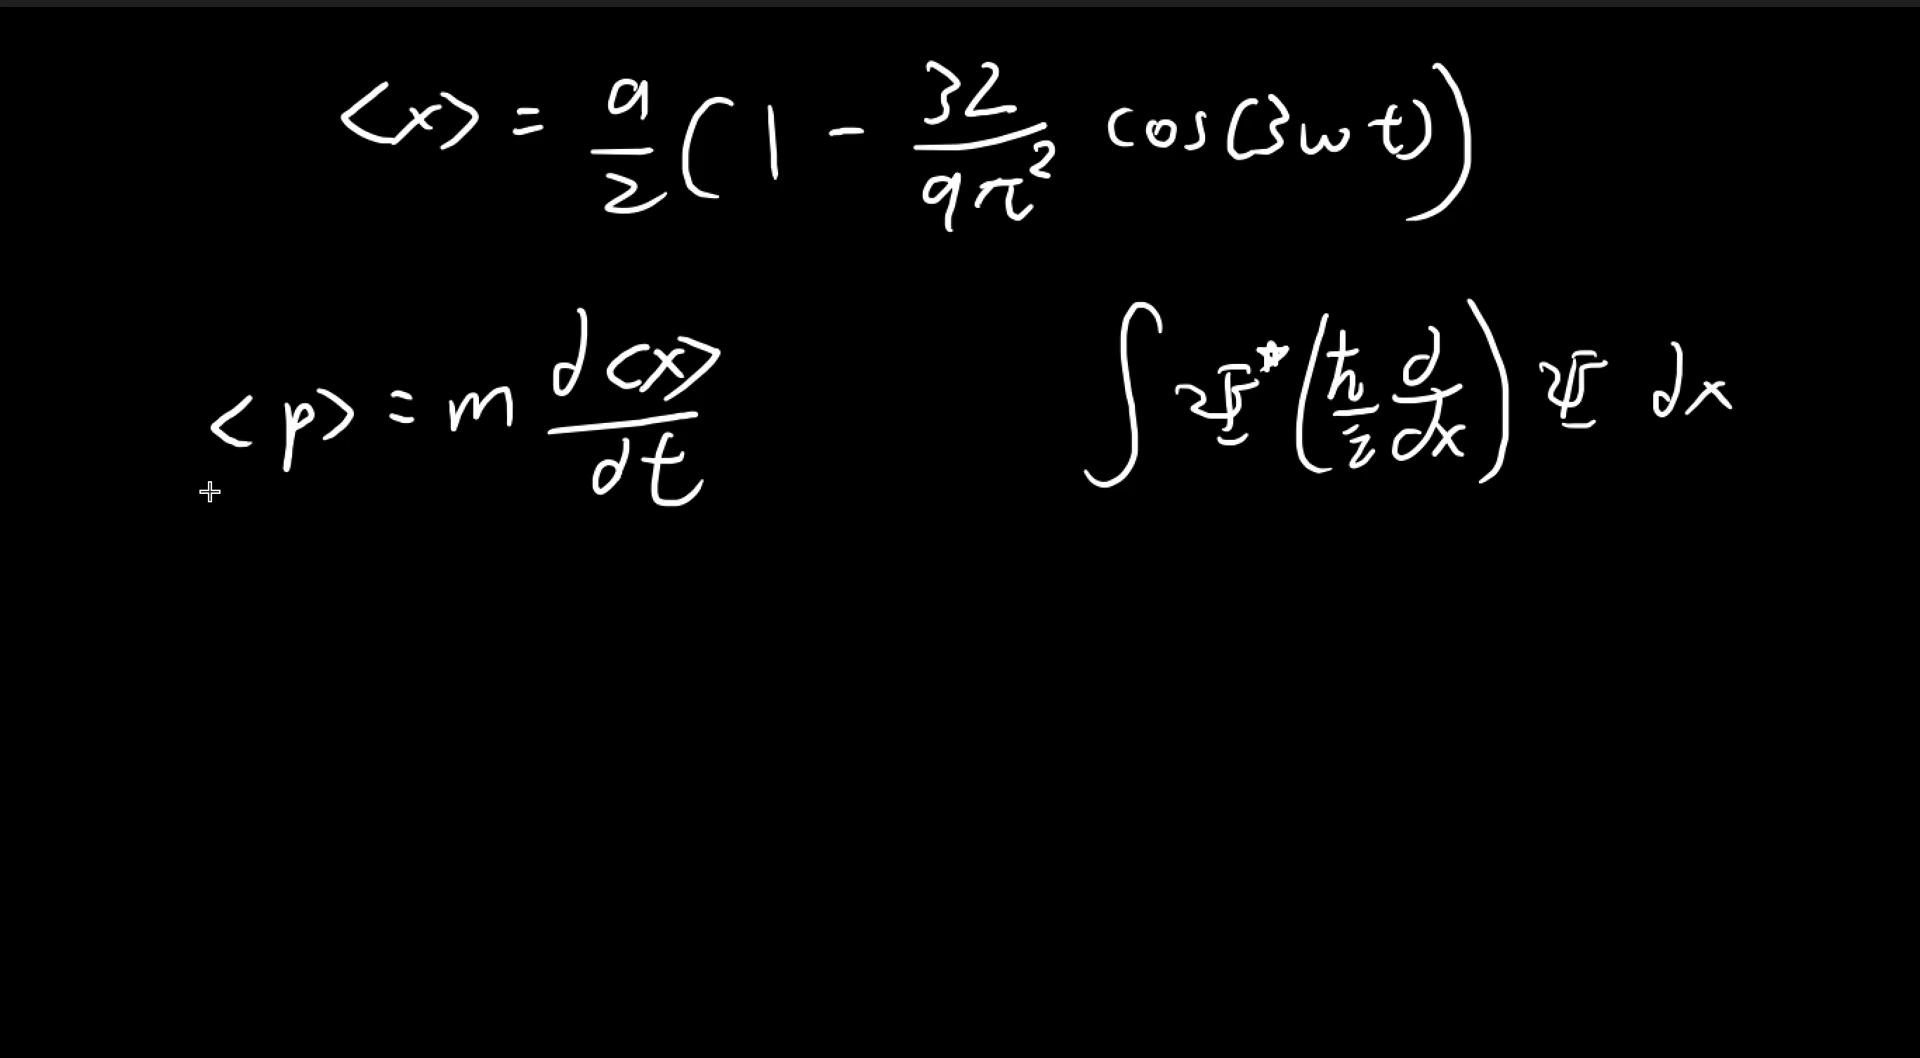 <x> = a/2 (1 - 32/9π² cos(3ωt))
<p> = m d<x>/dt ∫ Ψ* (ħ/i d/dx) Ψ dx